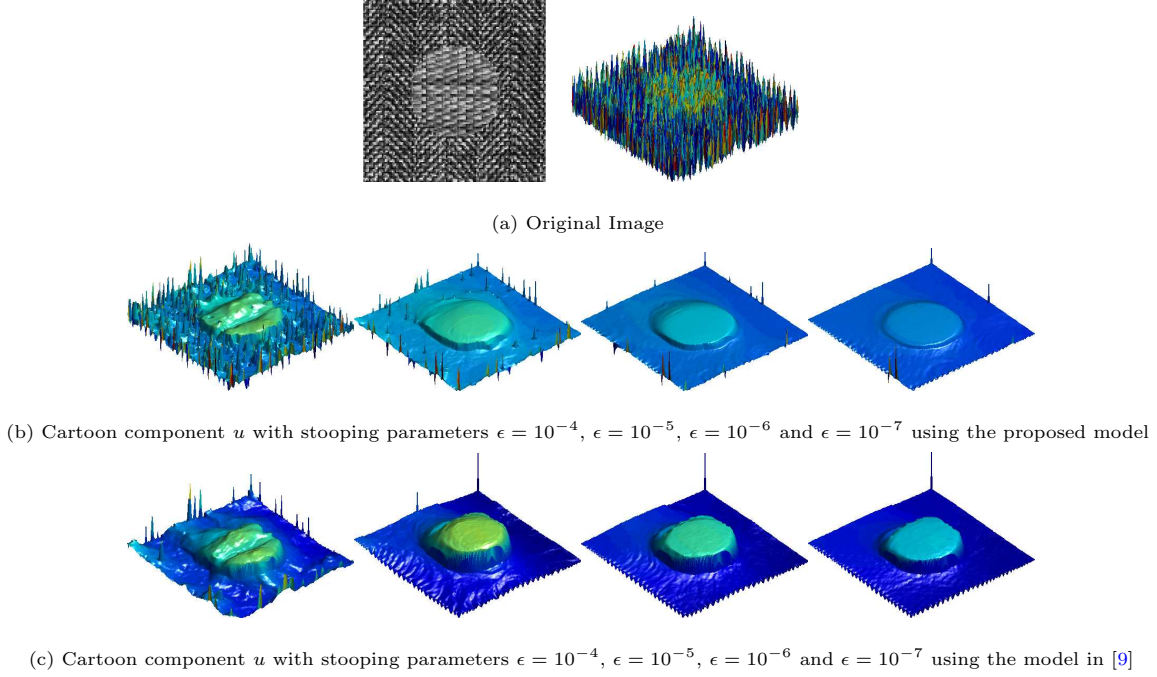 (a) Original Image
(b) Cartoon component u with stooping parameters ϵ = 10⁻⁴, ϵ = 10⁻⁵, ϵ = 10⁻⁶ and ϵ = 10⁻⁷ using the proposed model
(c) Cartoon component u with stooping parameters ϵ = 10⁻⁴, ϵ = 10⁻⁵, ϵ = 10⁻⁶ and ϵ = 10⁻⁷ using the model in [9]